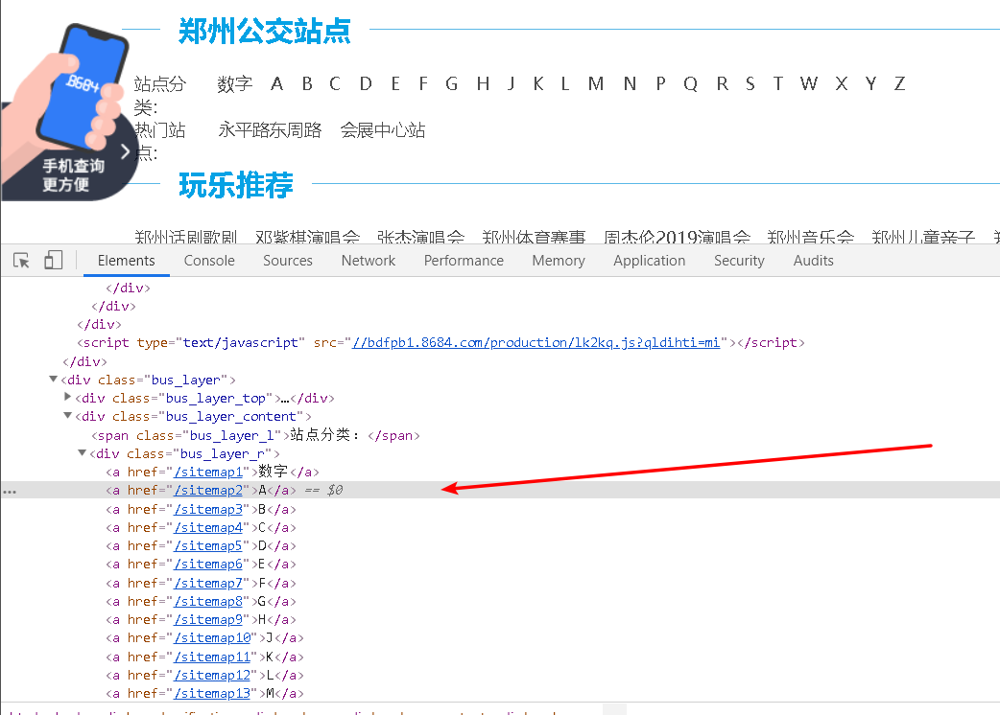 郑州公交站点
8684
站点分类:
数字 A B C D E F G H J K L M N P Q R S T W X Y Z
热门站点:
永平路东周路 会展中心站
手机查询
更方便
玩乐推荐
郑州话剧歌剧 邓紫棋演唱会 张杰演唱会 郑州体育赛事 周杰伦2019演唱会 郑州音乐会 郑州儿童亲子
Elements Console Sources Network Performance Memory Application Security Audits
</div>
</div>
</div>
<script type="text/javascript" src="//bdfpb1.8684.com/production/lk2kq.js?qldihti=mi"></script>
</div>
<div class="bus_layer">
<div class="bus_layer_top">…</div>
<div class="bus_layer_content">
<span class="bus_layer_l">站点分类：</span>
<div class="bus_layer_r">
<a href="/sitemap1">数字</a>
<a href="/sitemap2">A</a> == $0
<a href="/sitemap3">B</a>
<a href="/sitemap4">C</a>
<a href="/sitemap5">D</a>
<a href="/sitemap6">E</a>
<a href="/sitemap7">F</a>
<a href="/sitemap8">G</a>
<a href="/sitemap9">H</a>
<a href="/sitemap10">J</a>
<a href="/sitemap11">K</a>
<a href="/sitemap12">L</a>
<a href="/sitemap13">M</a>